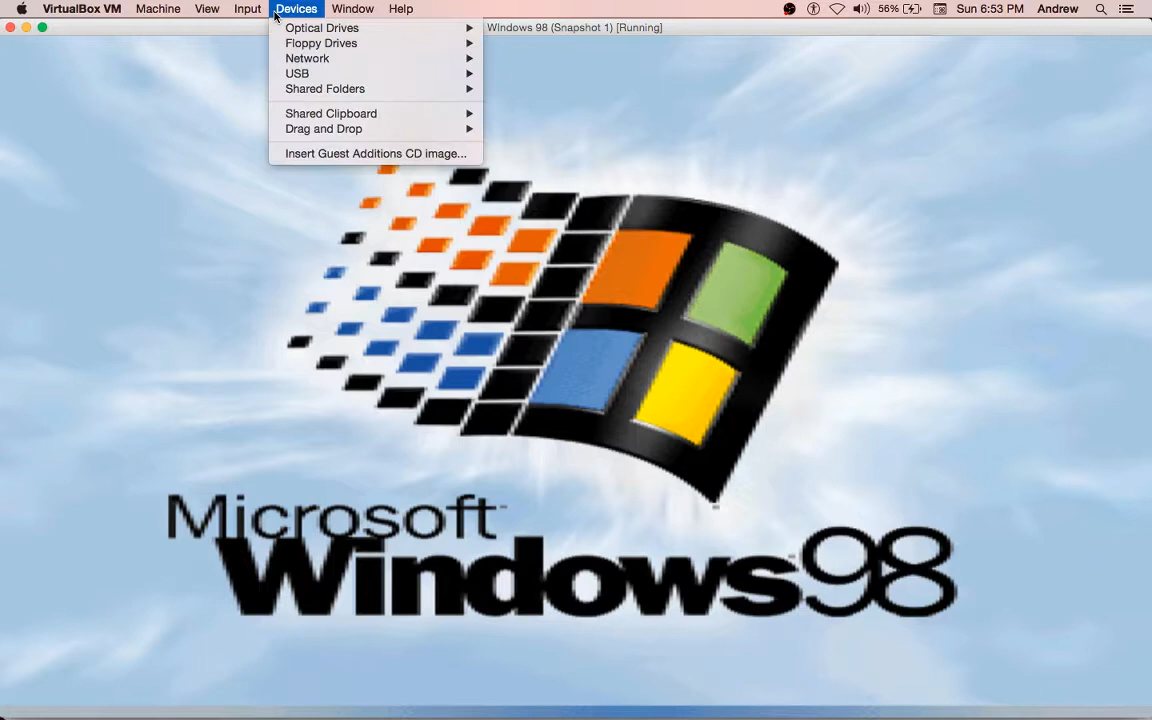 VirtualBox VM Machine View Input Devices Window Help 56% Sun 6:53 PM Andrew
Windows 98 (Snapshot 1) [Running]
Optical Drives
Floppy Drives
Network
USB
Shared Folders
Shared Clipboard
Drag and Drop
Insert Guest Additions CD image...
Microsoft
Windows 98